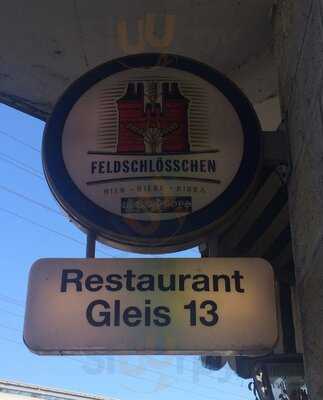 FELDSCHLÖSSCHEN
BIER · BIÈRE · BIRRA
Restaurant
Gleis 13